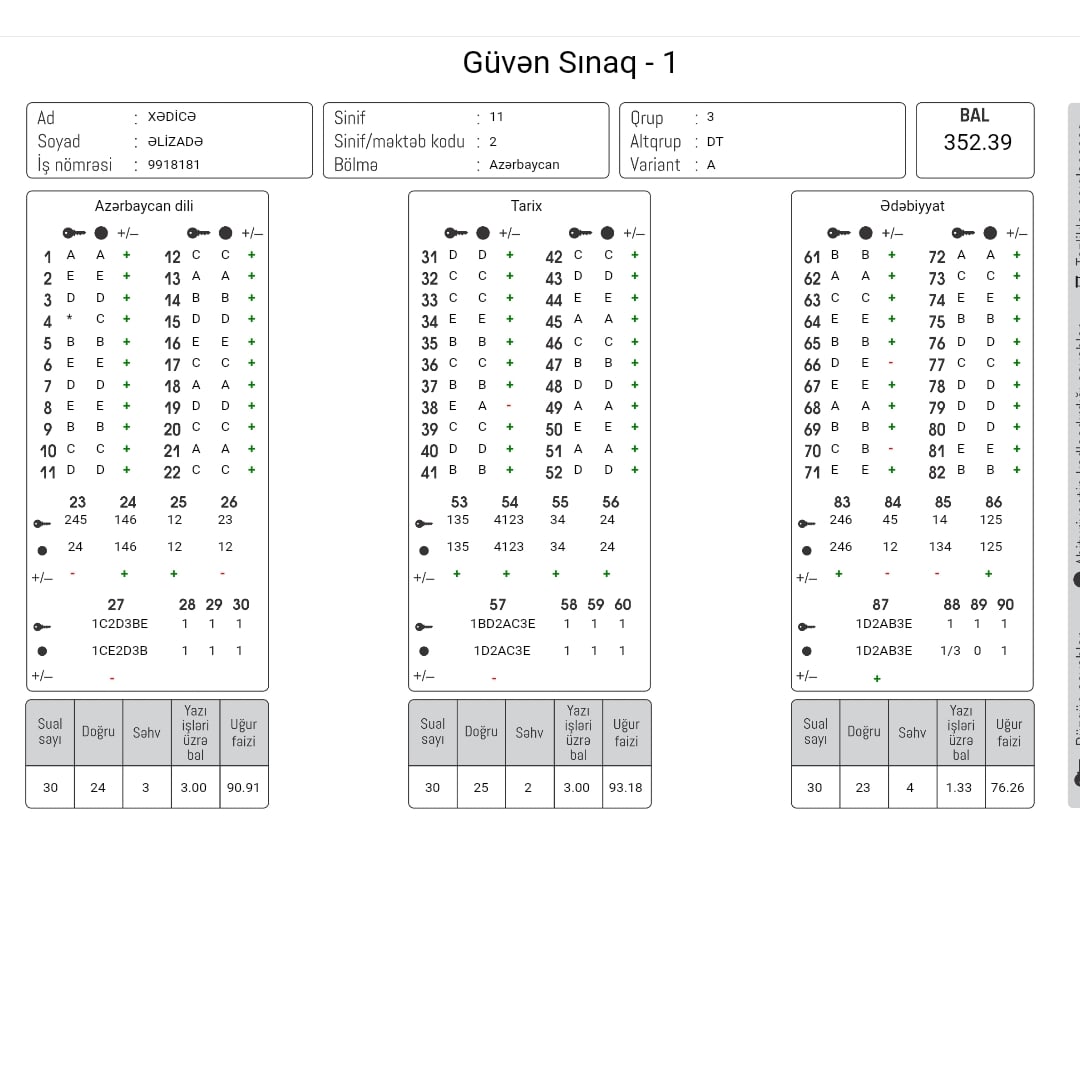 Güvən Sınaq - 1
Ad : XƏDİCƏ
Soyad : ƏLİZADƏ
İş nömrəsi : 9918181
Sinif : 11
Sinif/məktəb kodu : 2
Bölmə : Azərbaycan
Qrup : 3
Altqrup : DT
Variant : A
BAL
352.39
Azərbaycan dili
+/– +/–
1 A A + 12 C C +
2 E E + 13 A A +
3 D D + 14 B B +
4 * C + 15 D D +
5 B B + 16 E E +
6 E E + 17 C C +
7 D D + 18 A A +
8 E E + 19 D D +
9 B B + 20 C C +
10 C C + 21 A A +
11 D D + 22 C C +
23 24 25 26
245 146 12 23
24 146 12 12
+/– - + + -
27 28 29 30
1C2D3BE 1 1 1
1CE2D3B 1 1 1
+/– -
Sual sayı Doğru Səhv Yazı işləri üzrə bal Uğur faizi
30 24 3 3.00 90.91
Tarix
+/– +/–
31 D D + 42 C C +
32 C C + 43 D D +
33 C C + 44 E E +
34 E E + 45 A A +
35 B B + 46 C C +
36 C C + 47 B B +
37 B B + 48 D D +
38 E A - 49 A A +
39 C C + 50 E E +
40 D D + 51 A A +
41 B B + 52 D D +
53 54 55 56
135 4123 34 24
135 4123 34 24
+/– + + + +
57 58 59 60
1BD2AC3E 1 1 1
1D2AC3E 1 1 1
+/– -
Sual sayı Doğru Səhv Yazı işləri üzrə bal Uğur faizi
30 25 2 3.00 93.18
Ədəbiyyat
+/– +/–
61 B B + 72 A A +
62 A A + 73 C C +
63 C C + 74 E E +
64 E E + 75 B B +
65 B B + 76 D D +
66 D E - 77 C C +
67 E E + 78 D D +
68 A A + 79 D D +
69 B B + 80 D D +
70 C B - 81 E E +
71 E E + 82 B B +
83 84 85 86
246 45 14 125
246 12 134 125
+/– + - - +
87 88 89 90
1D2AB3E 1 1 1
1D2AB3E 1/3 0 1
+/– +
Sual sayı Doğru Səhv Yazı işləri üzrə bal Uğur faizi
30 23 4 1.33 76.26